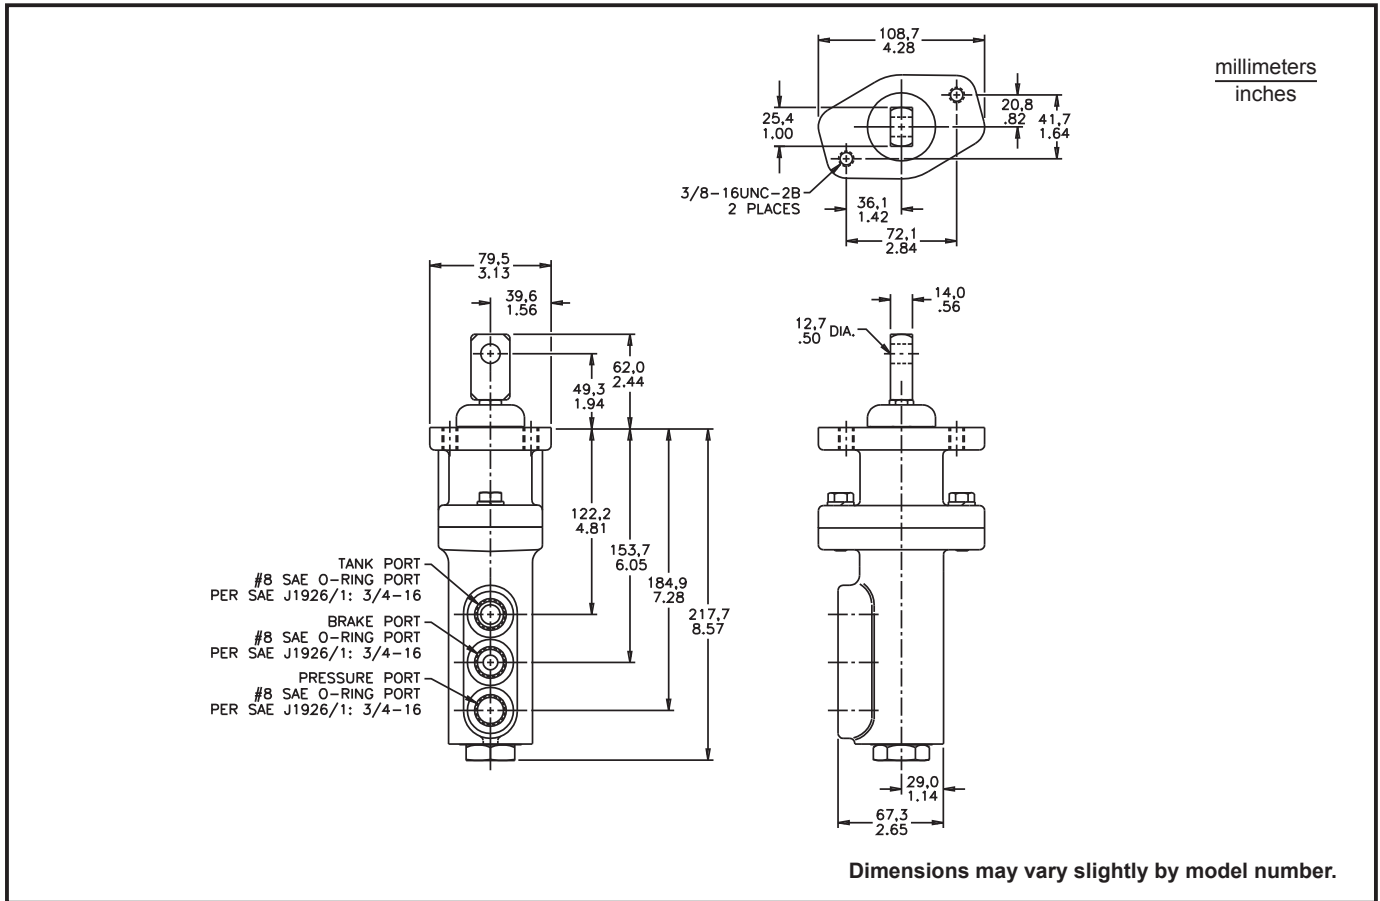 108,7
4.28
millimeters
inches
25,4
1.00
20,8
.82
41,7
1.64
3/8-16UNC-2B
2 PLACES
36,1
1.42
72,1
2.84
79,5
3.13
39,6
1.56
14,0
.56
12,7
.50 DIA.
62,0
2.44
49,3
1.94
122,2
4.81
153,7
6.05
184,9
7.28
217,7
8.57
TANK PORT
#8 SAE O-RING PORT
PER SAE J1926/1: 3/4-16
BRAKE PORT
#8 SAE O-RING PORT
PER SAE J1926/1: 3/4-16
PRESSURE PORT
#8 SAE O-RING PORT
PER SAE J1926/1: 3/4-16
29,0
1.14
67,3
2.65
Dimensions may vary slightly by model number.